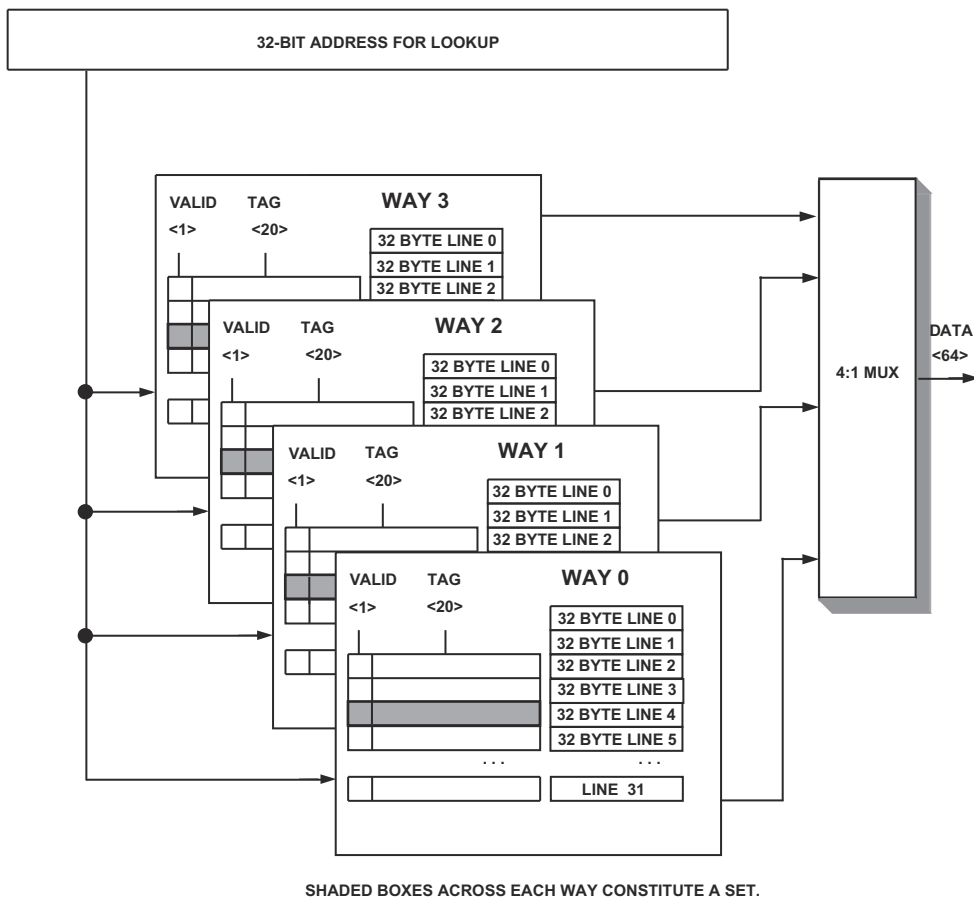 32-BIT ADDRESS FOR LOOKUP
VALID TAG WAY 3
<1> <20>
32 BYTE LINE 0
32 BYTE LINE 1
32 BYTE LINE 2
VALID TAG WAY 2
<1> <20>
32 BYTE LINE 0
32 BYTE LINE 1
32 BYTE LINE 2
VALID TAG WAY 1
<1> <20>
32 BYTE LINE 0
32 BYTE LINE 1
32 BYTE LINE 2
VALID TAG WAY 0
<1> <20>
32 BYTE LINE 0
32 BYTE LINE 1
32 BYTE LINE 2
32 BYTE LINE 3
32 BYTE LINE 4
32 BYTE LINE 5
. . . . . .
LINE 31
4:1 MUX
DATA
<64>
SHADED BOXES ACROSS EACH WAY CONSTITUTE A SET.